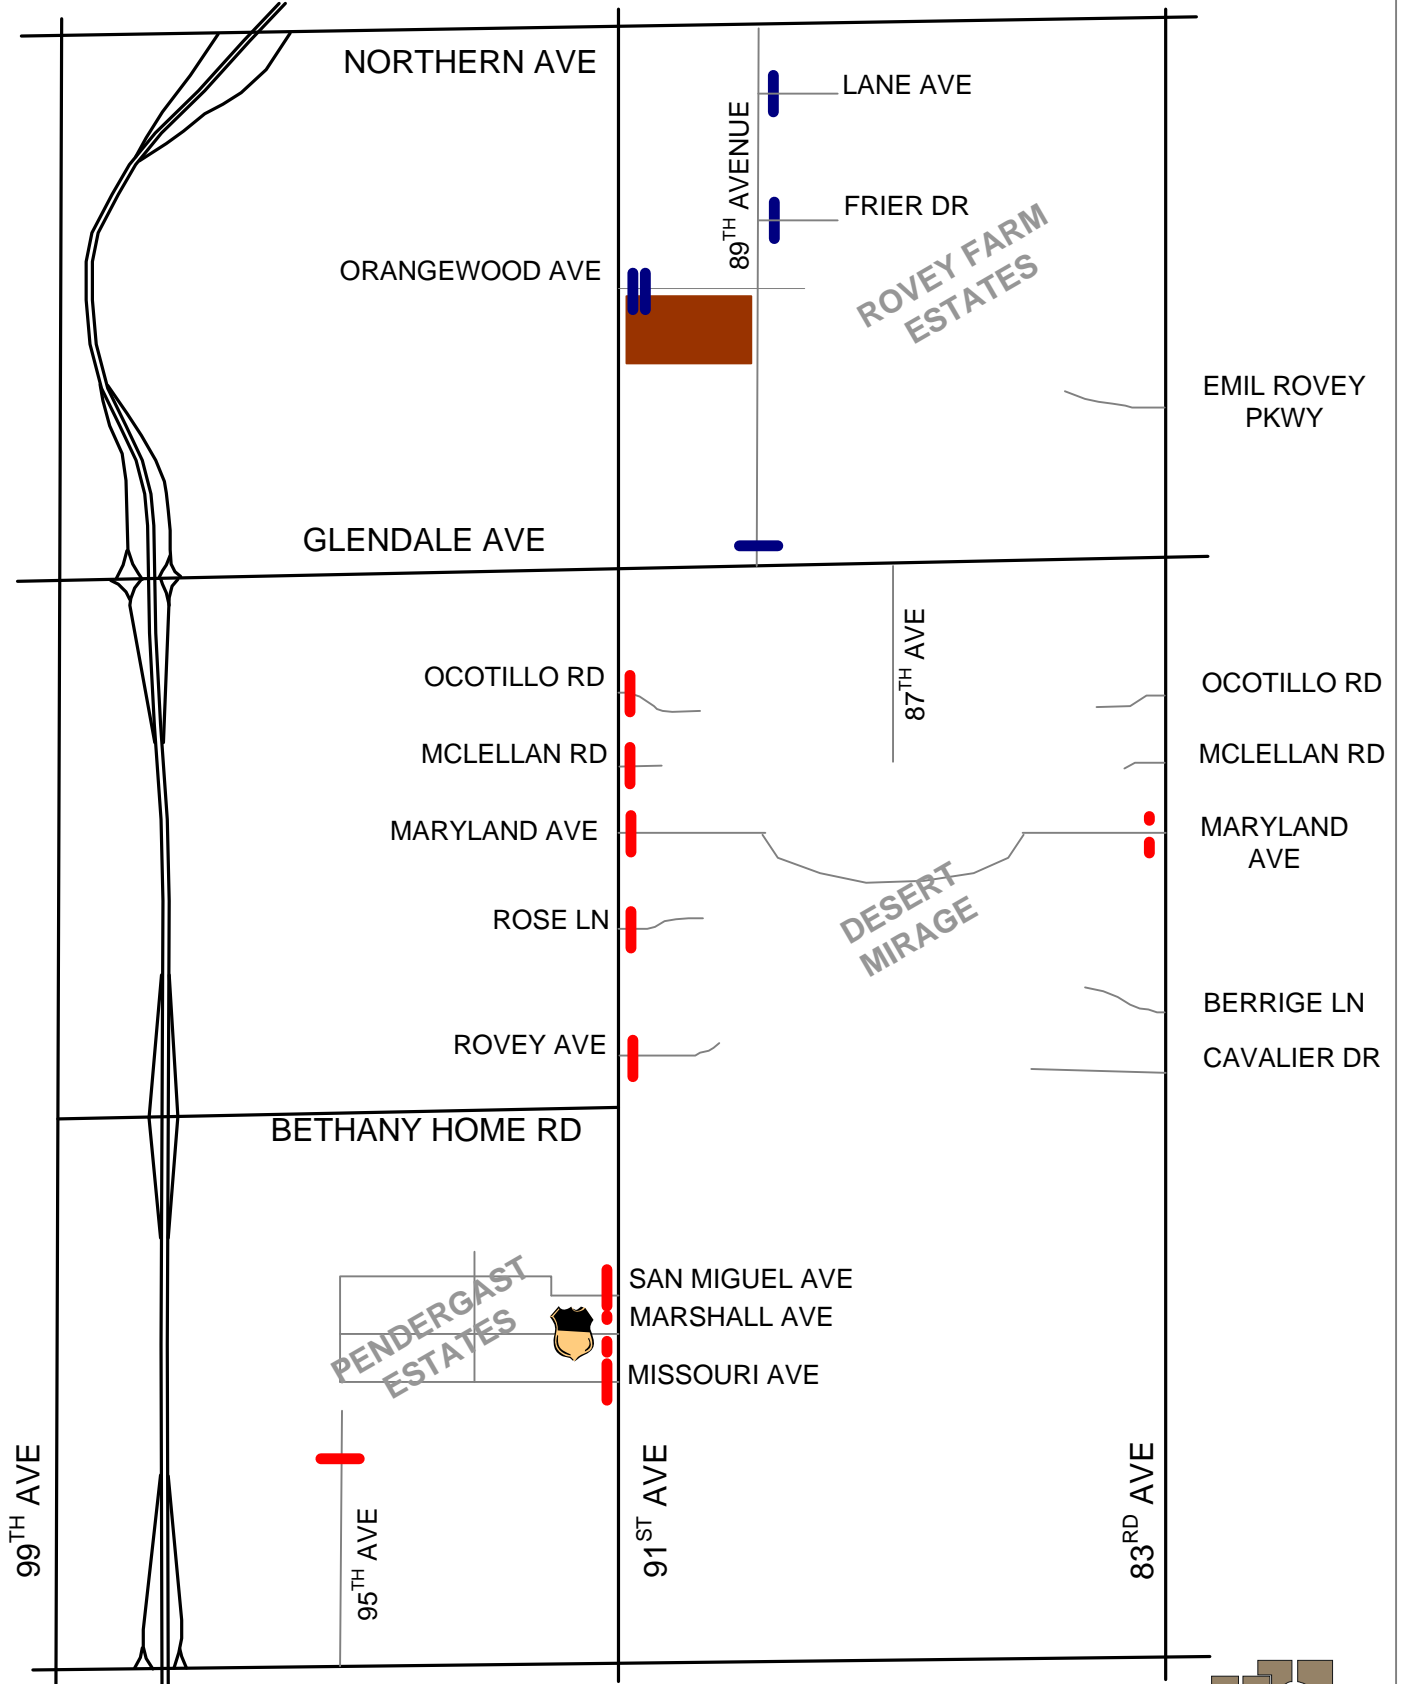 NORTHERN AVE
LANE AVE
89TH AVENUE
FRIER DR
ORANGEWOOD AVE
ROVEY FARM
ESTATES
EMIL ROVEY
PKWY
GLENDALE AVE
87TH AVE
OCOTILLO RD
OCOTILLO RD
MCLELLAN RD
MCLELLAN RD
MARYLAND AVE
MARYLAND
AVE
DESERT
MIRAGE
ROSE LN
BERRIGE LN
ROVEY AVE
CAVALIER DR
BETHANY HOME RD
SAN MIGUEL AVE
PENDERGAST
ESTATES
MARSHALL AVE
MISSOURI AVE
99TH AVE
95TH AVE
91ST AVE
83RD AVE